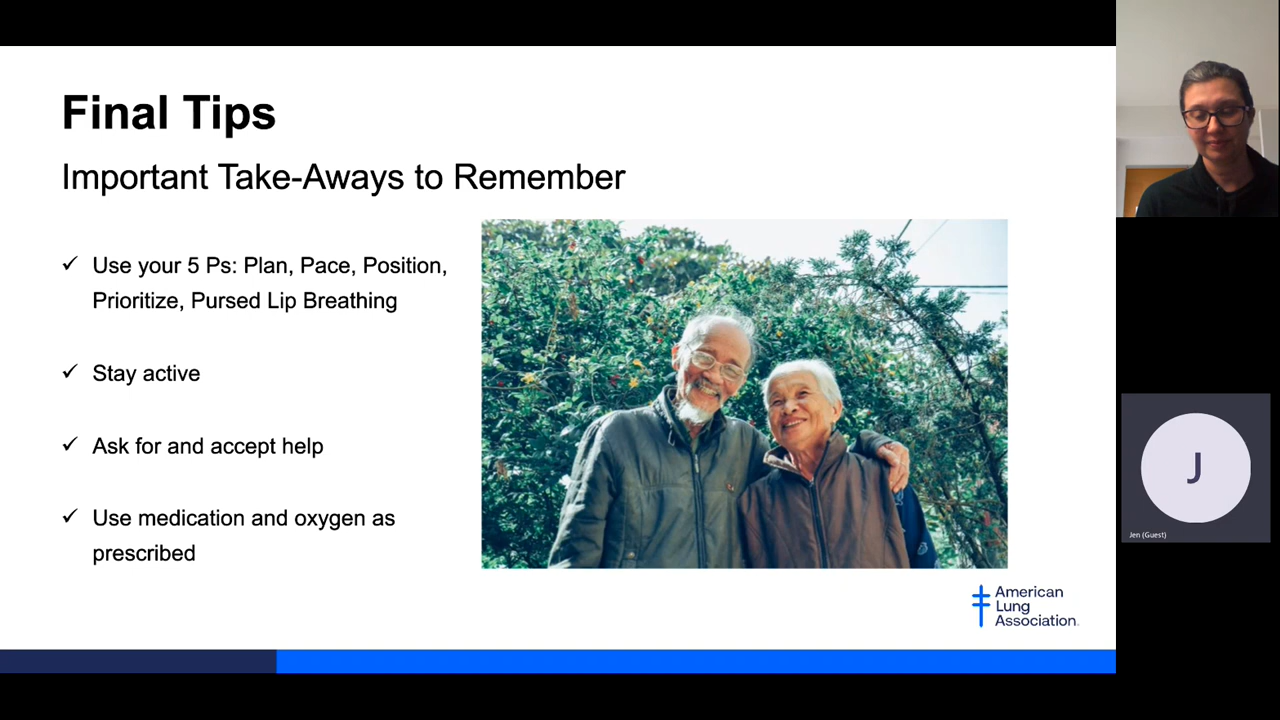 Final Tips
Important Take-Aways to Remember
✓ Use your 5 Ps: Plan, Pace, Position,
Prioritize, Pursed Lip Breathing
✓ Stay active
✓ Ask for and accept help
✓ Use medication and oxygen as
prescribed
American
Lung
Association.
J
Jen (Guest)